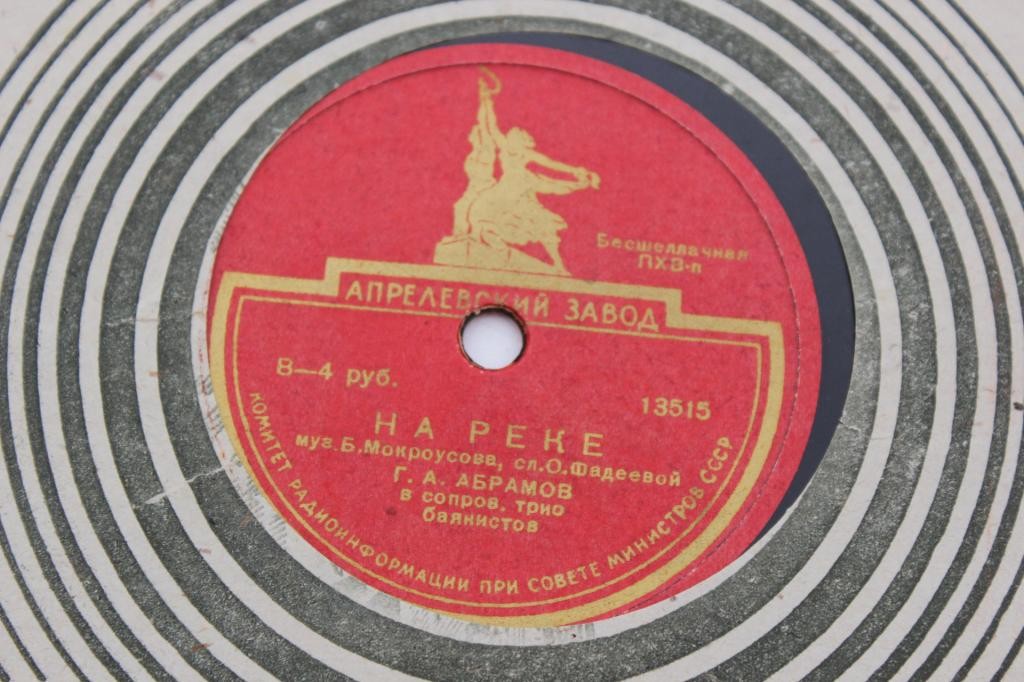 Бесшеллачная
ПХВ-п
АПРЕЛЕВСКИЙ ЗАВОД
В—4 руб.
13515
НА РЕКЕ
муз. Б. Мокроусова, сл. О. Фадеевой
Г. А. АБРАМОВ
в сопров. трио
баянистов
КОМИТЕТ РАДИОИНФОРМАЦИИ ПРИ СОВЕТЕ МИНИСТРОВ СССР